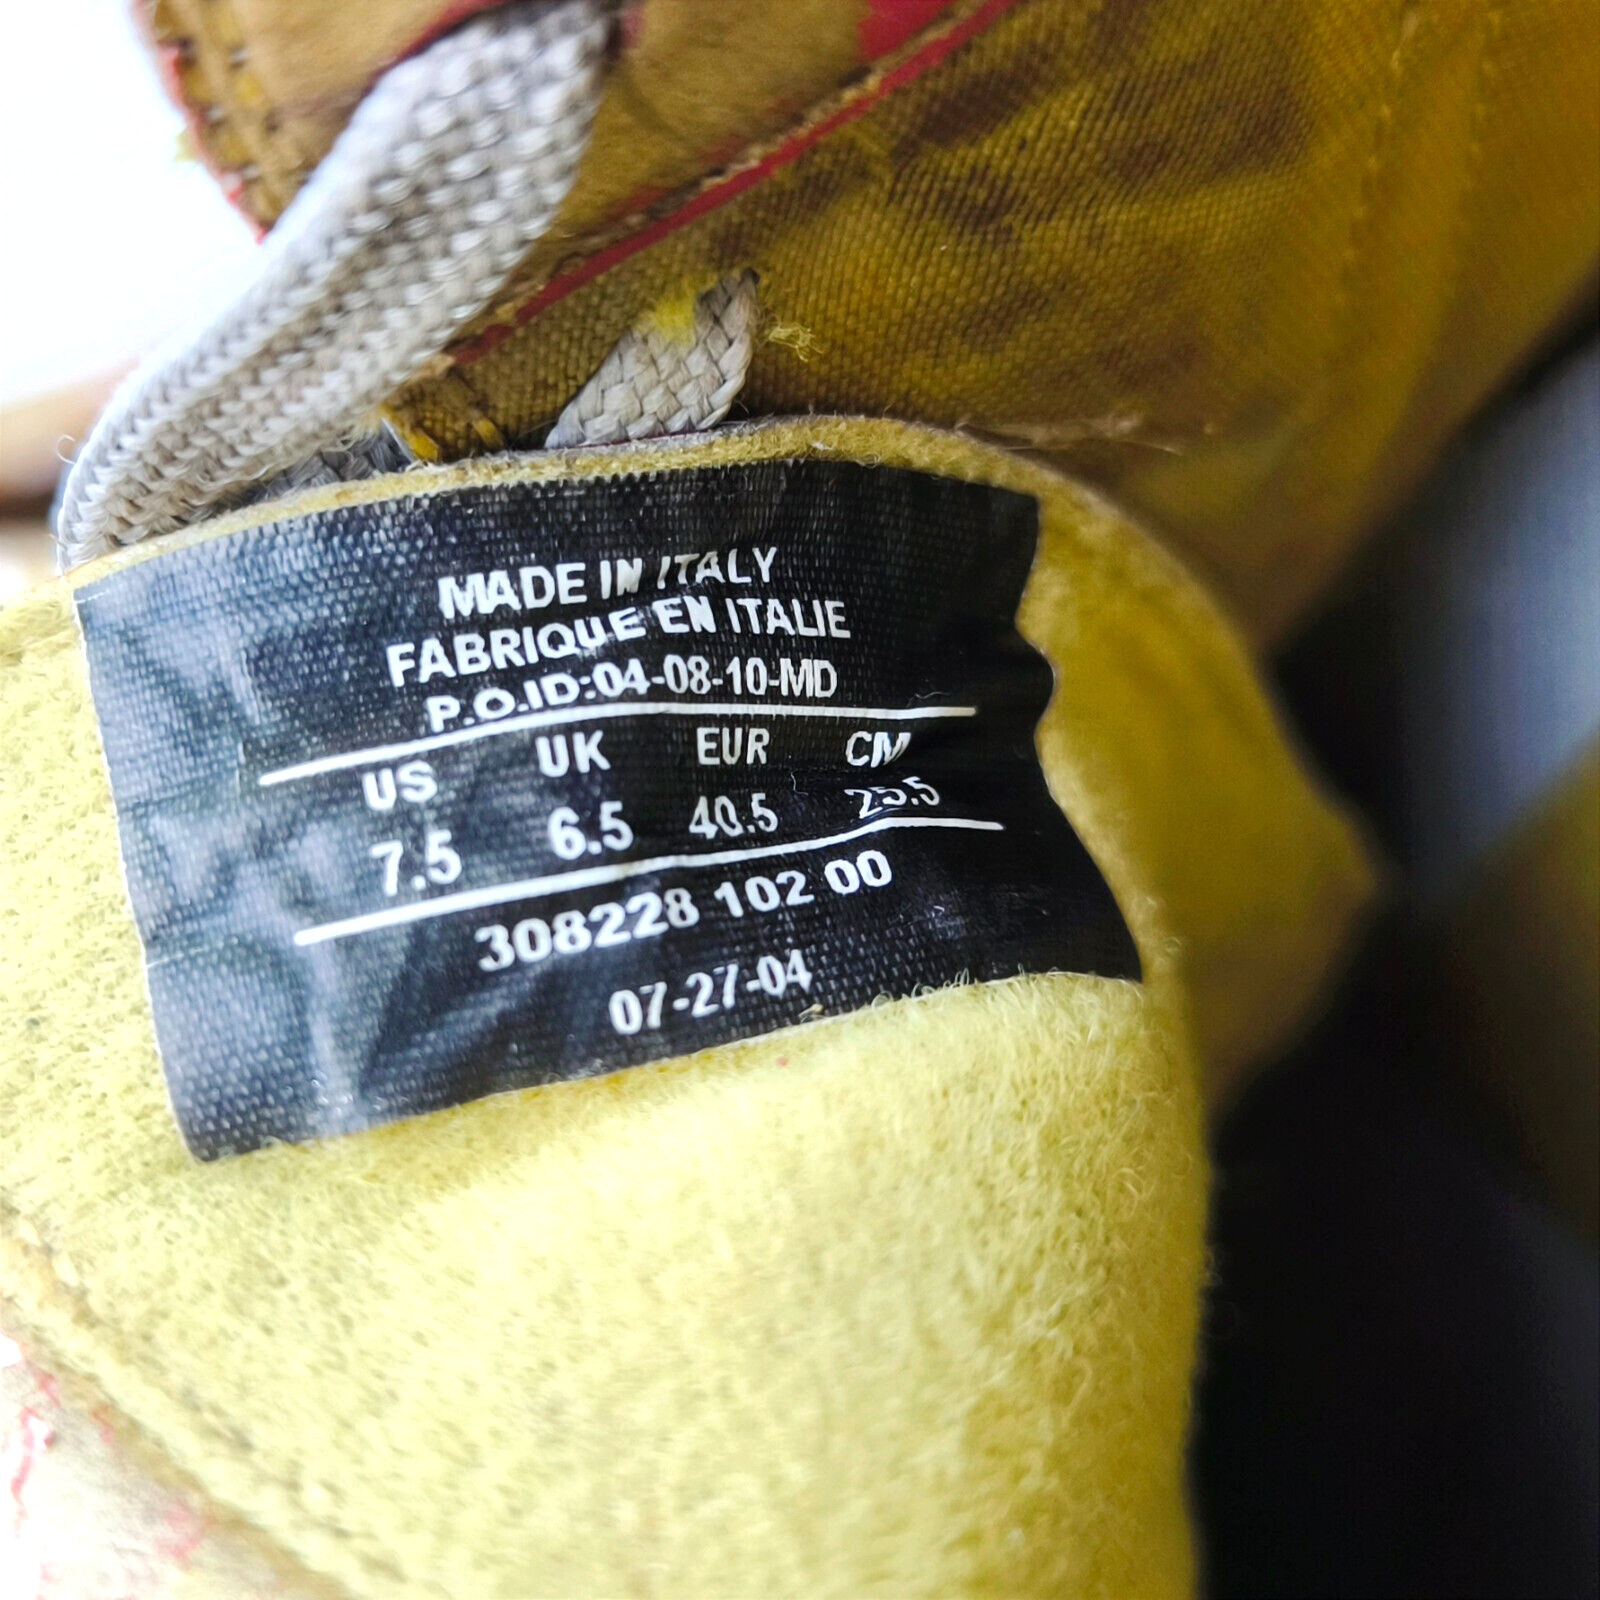 MADE IN ITALY
FABRIQUE EN ITALIE
P.O.ID:04-08-10-MD
US UK EUR CM
7.5 6.5 40.5 25.5
308228 102 00
07-27-04